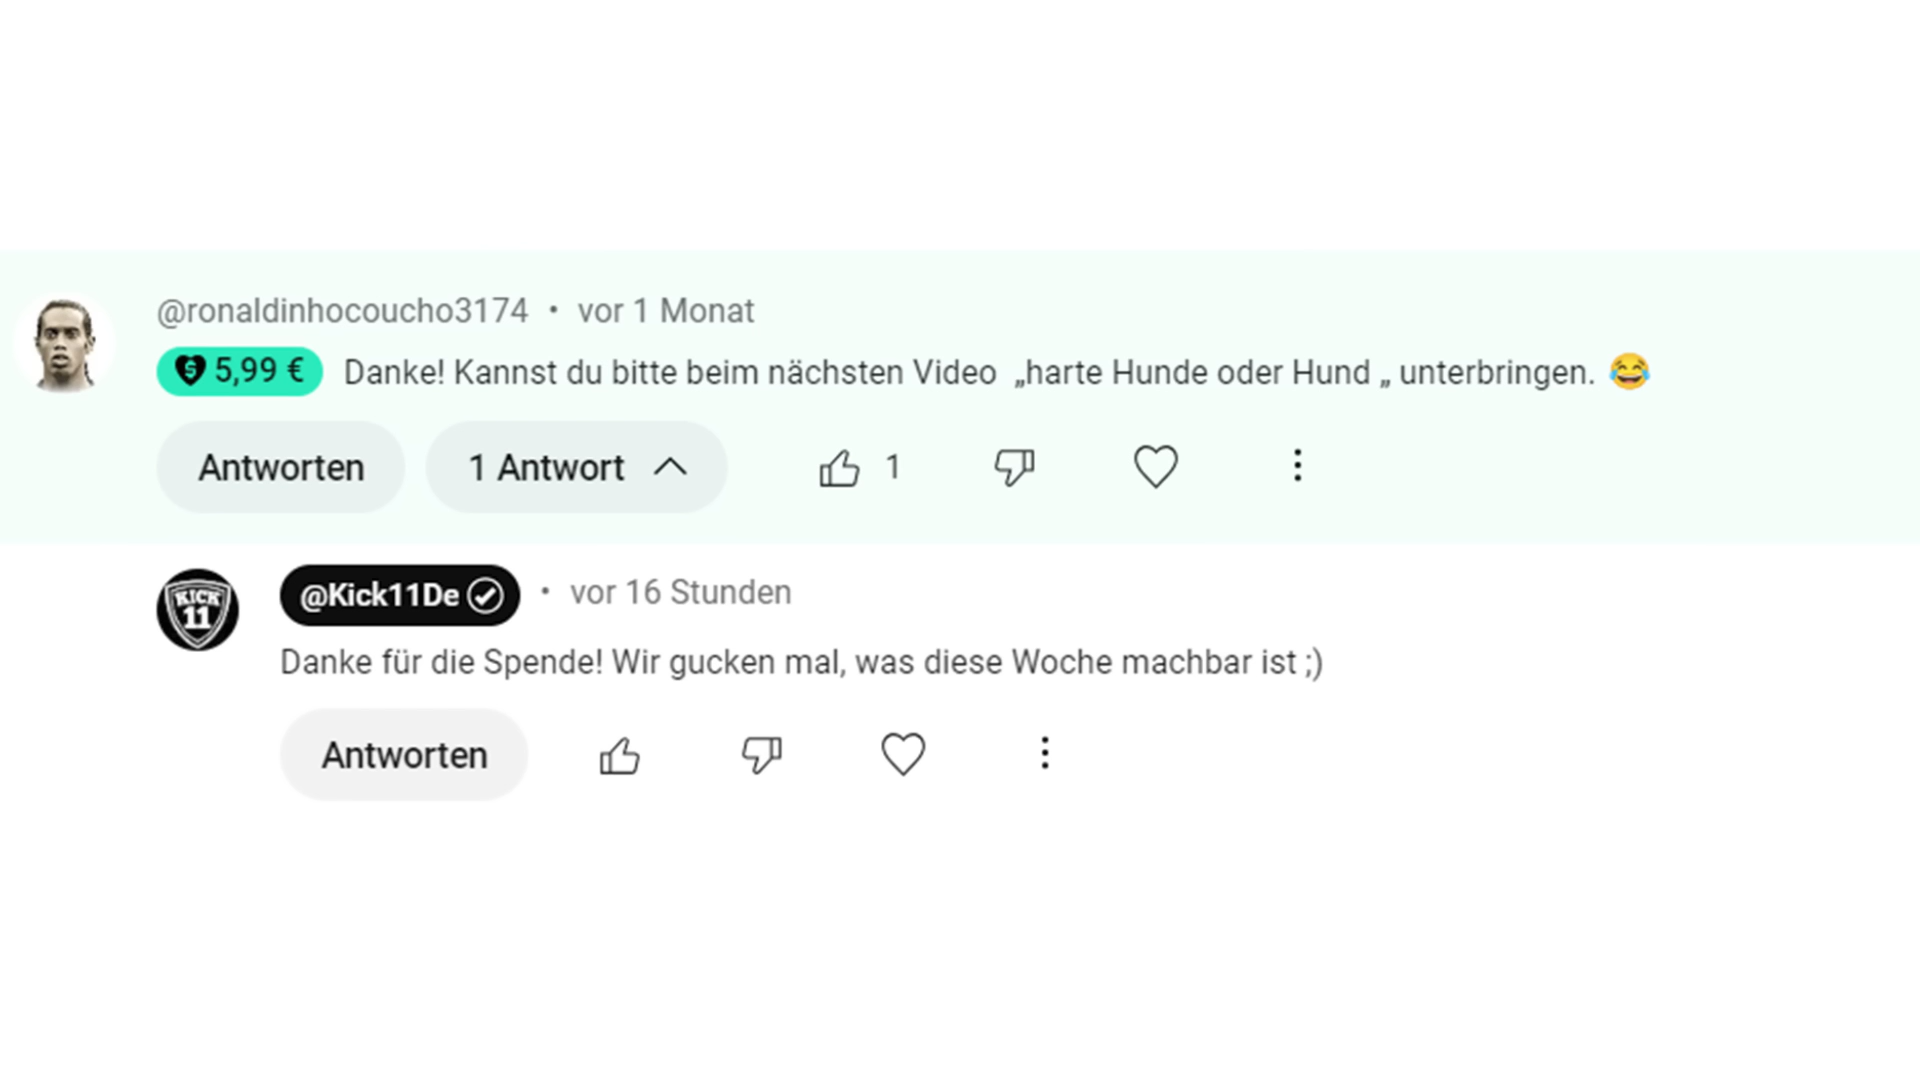 @ronaldinhocoucho3174 • vor 1 Monat
5,99 € Danke! Kannst du bitte beim nächsten Video „harte Hunde oder Hund „ unterbringen. 😂
Antworten 1 Antwort 1
KICK
11
@Kick11De • vor 16 Stunden
Danke für die Spende! Wir gucken mal, was diese Woche machbar ist ;)
Antworten